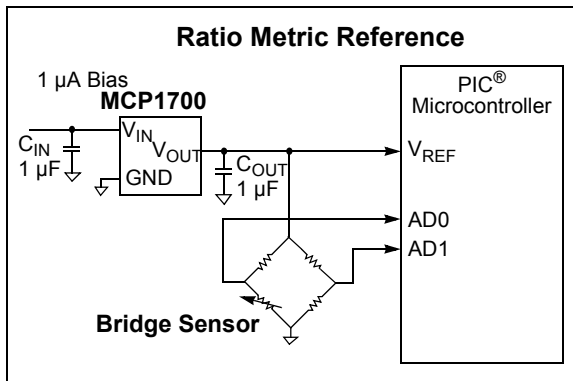 Ratio Metric Reference
1 µA Bias
MCP1700
PIC®
Microcontroller
VIN
VOUT
GND
CIN
1 µF
COUT
1 µF
VREF
AD0
AD1
Bridge Sensor